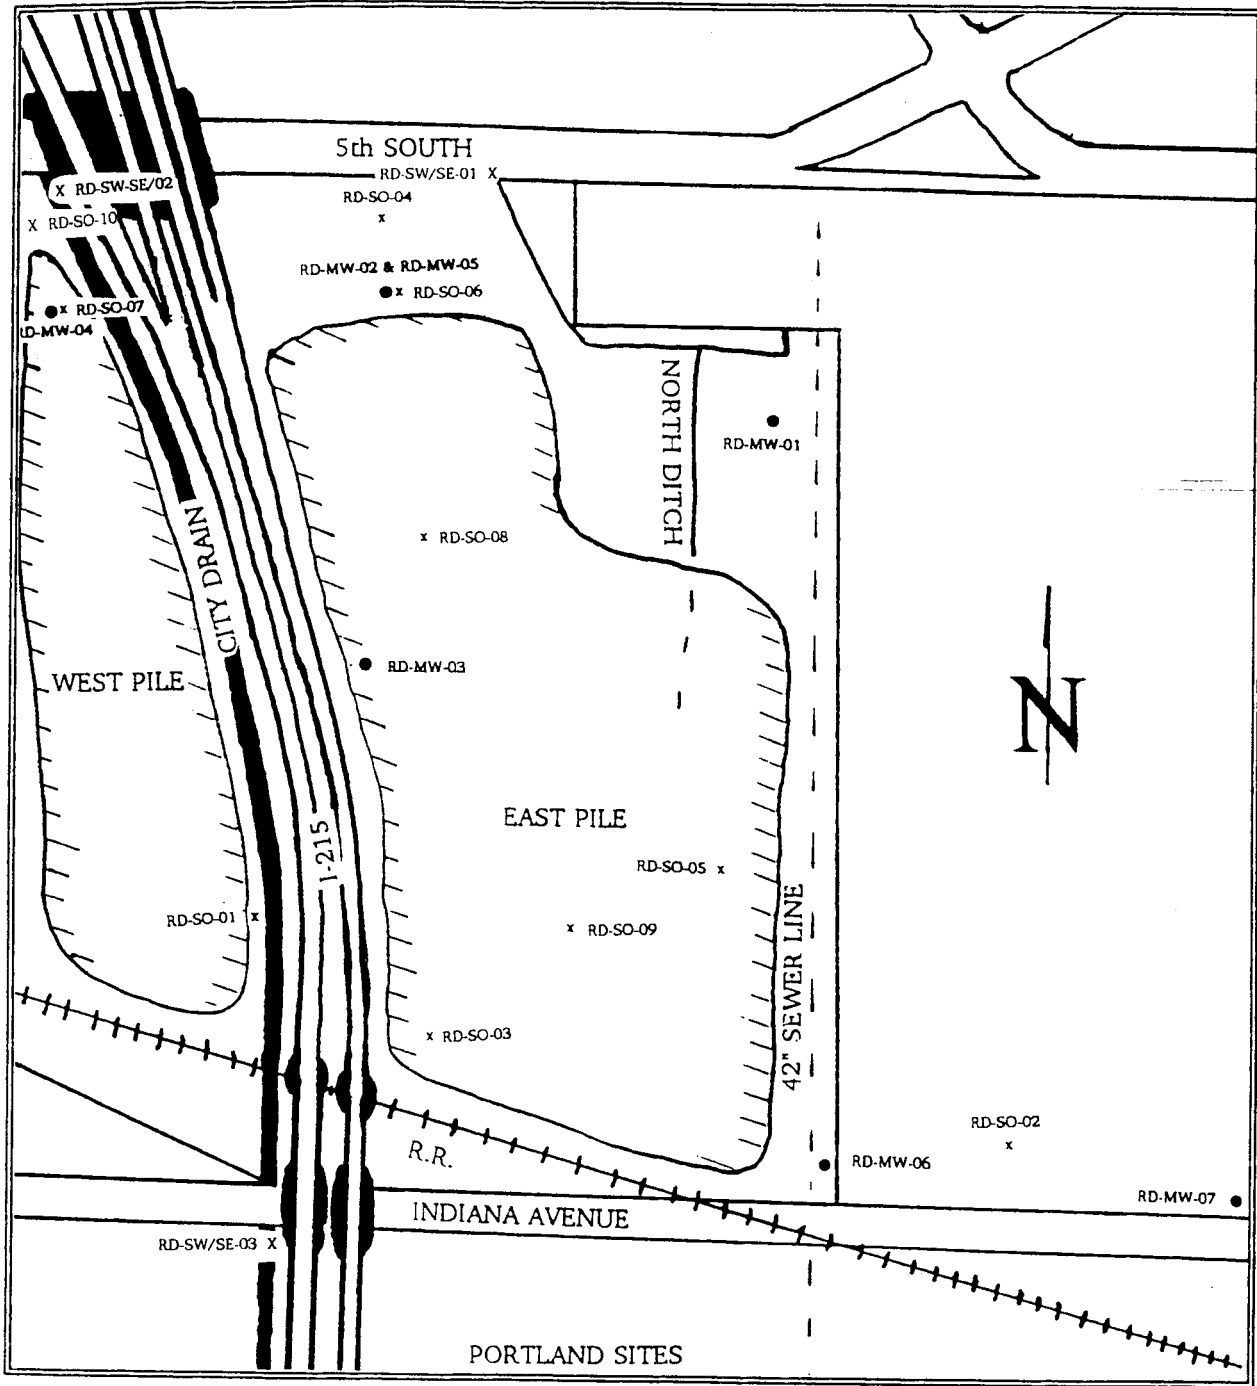 5th SOUTH
RD-SW/SE-01 X
RD-SO-04
x
X RD-SW-SE/02
X RD-SO-10
RD-MW-02 & RD-MW-05
x RD-SO-06
x RD-SO-07
D-MW-04
NORTH DITCH
RD-MW-01
CITY DRAIN
x RD-SO-08
RD-MW-03
WEST PILE
N
EAST PILE
I-215
RD-SO-05 x
RD-SO-01 x
x RD-SO-09
42" SEWER LINE
x RD-SO-03
RD-SO-02
x
R.R.
RD-MW-06
RD-MW-07
INDIANA AVENUE
RD-SW/SE-03 X
PORTLAND SITES